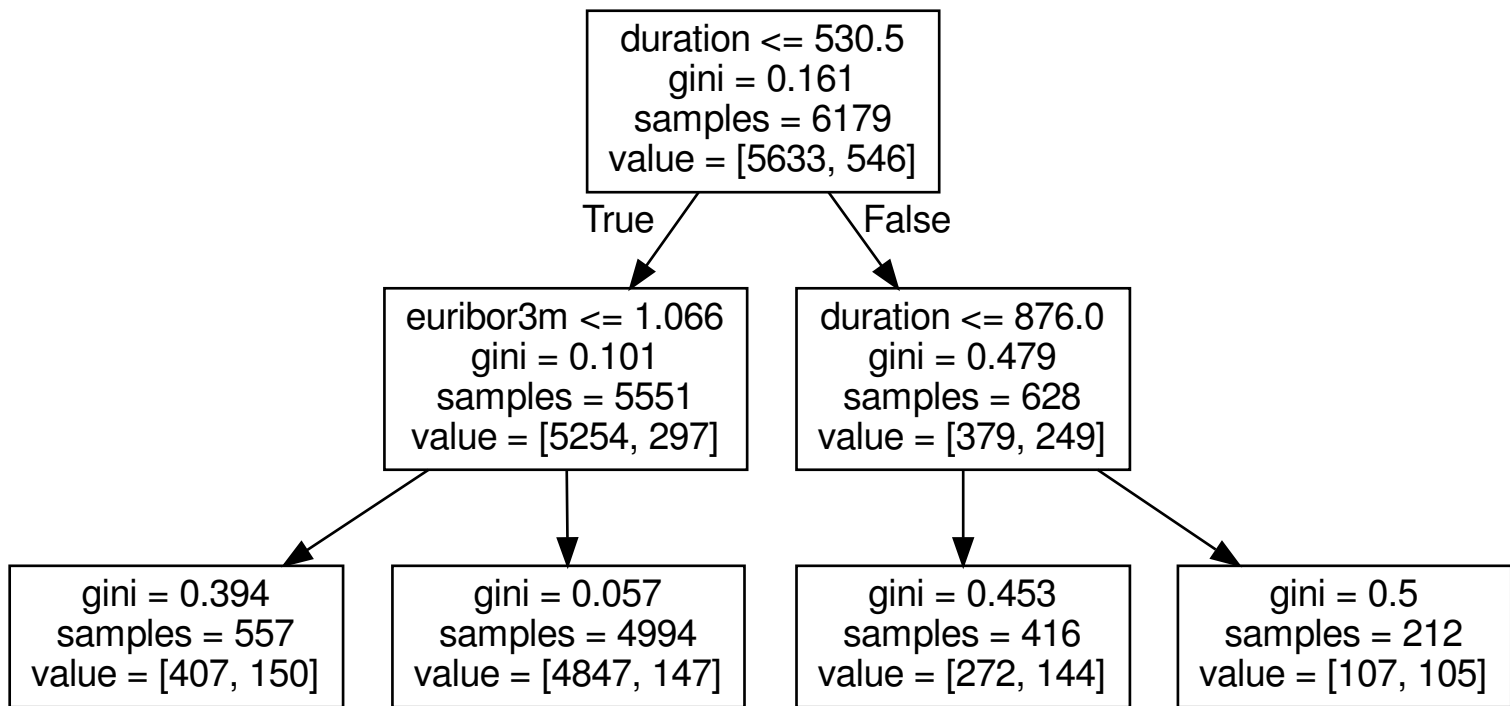 duration <= 530.5
gini = 0.161
samples = 6179
value = [5633, 546]
True
False
euribor3m <= 1.066
gini = 0.101
samples = 5551
value = [5254, 297]
duration <= 876.0
gini = 0.479
samples = 628
value = [379, 249]
gini = 0.394
samples = 557
value = [407, 150]
gini = 0.057
samples = 4994
value = [4847, 147]
gini = 0.453
samples = 416
value = [272, 144]
gini = 0.5
samples = 212
value = [107, 105]